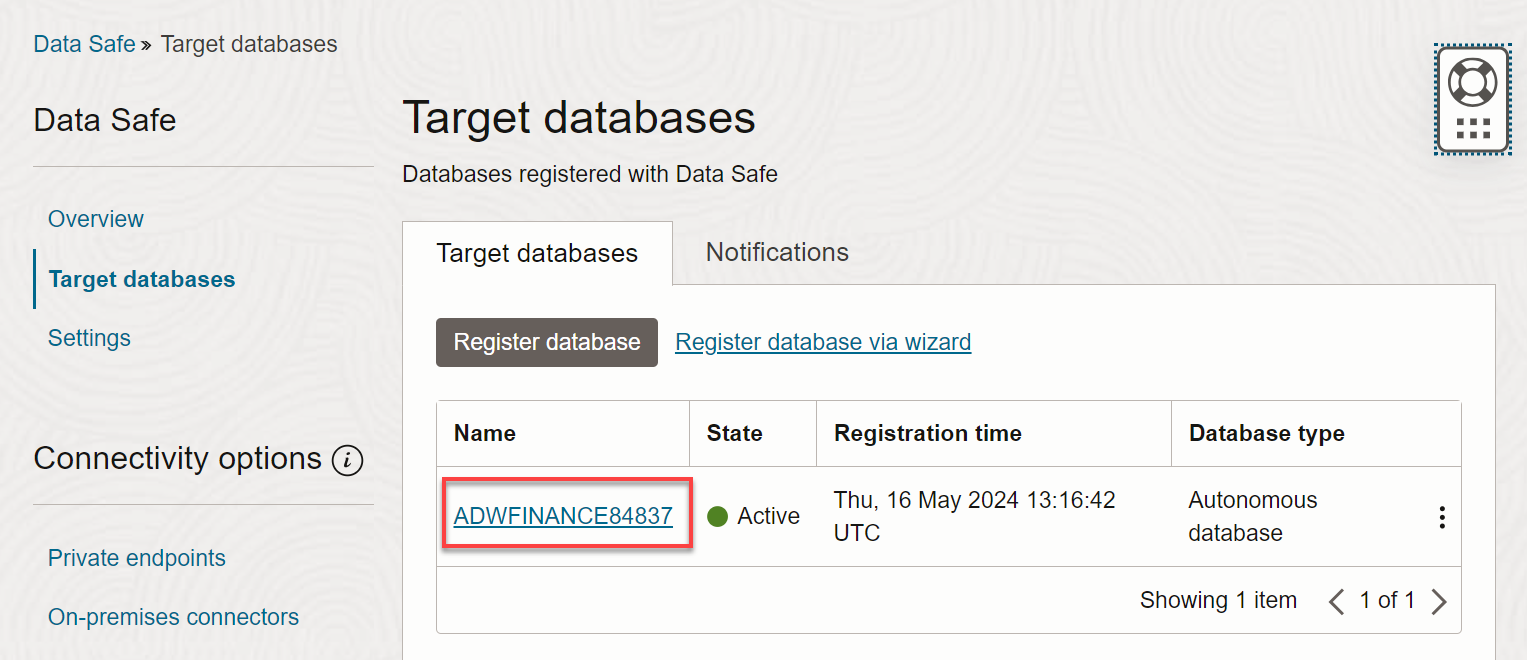 Data Safe » Target databases
Data Safe
Overview
Target databases
Settings
Connectivity options i
Private endpoints
On-premises connectors
Target databases
Databases registered with Data Safe
Target databases Notifications
Register database Register database via wizard
Name State Registration time Database type
ADWFINANCE84837 Active Thu, 16 May 2024 13:16:42 UTC Autonomous database
Showing 1 item < 1 of 1 >